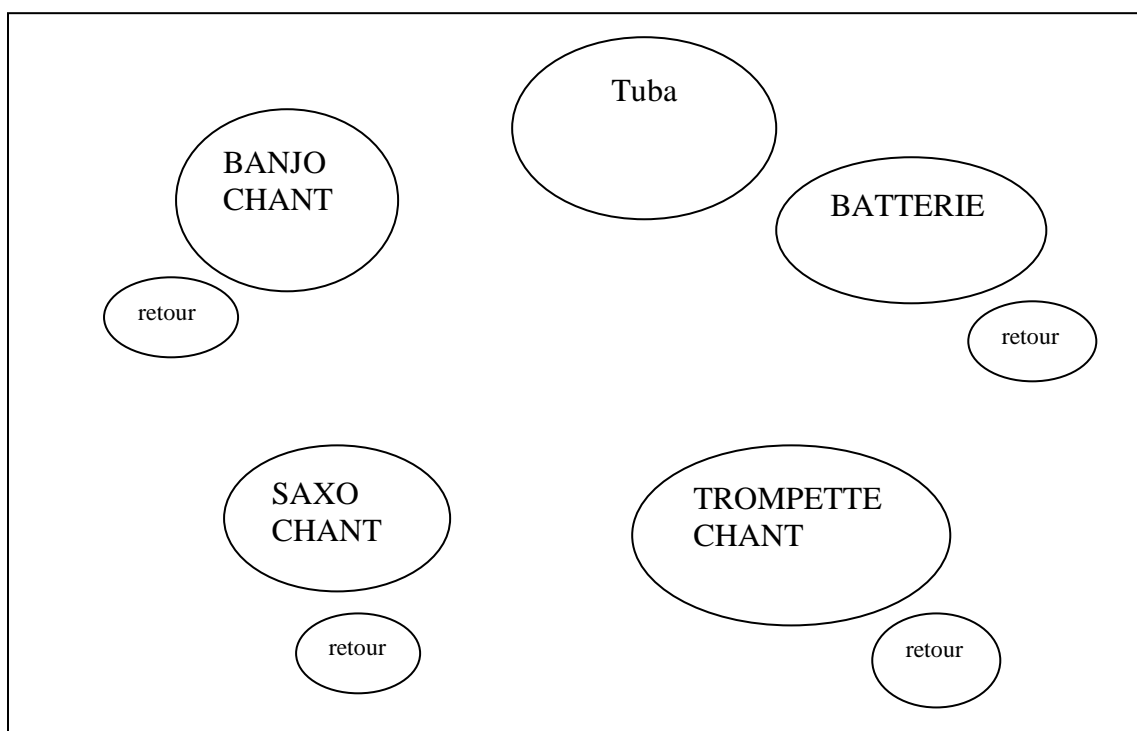 Tuba
BANJO
CHANT
BATTERIE
retour
retour
SAXO
CHANT
TROMPETTE
CHANT
retour
retour